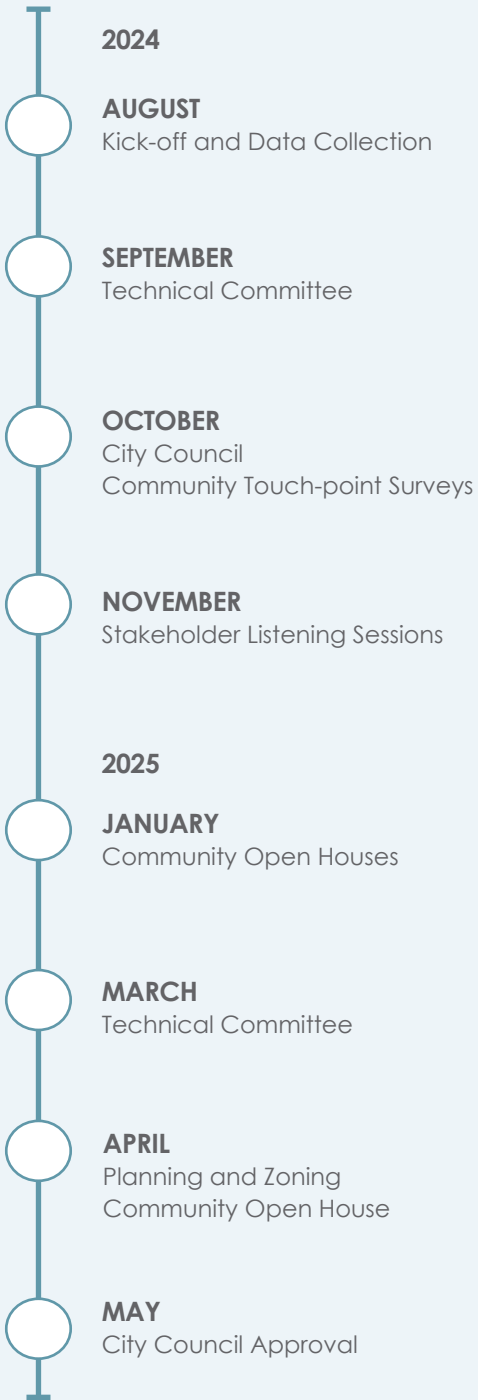 2024
AUGUST
Kick-off and Data Collection
SEPTEMBER
Technical Committee
OCTOBER
City Council
Community Touch-point Surveys
NOVEMBER
Stakeholder Listening Sessions
2025
JANUARY
Community Open Houses
MARCH
Technical Committee
APRIL
Planning and Zoning
Community Open House
MAY
City Council Approval